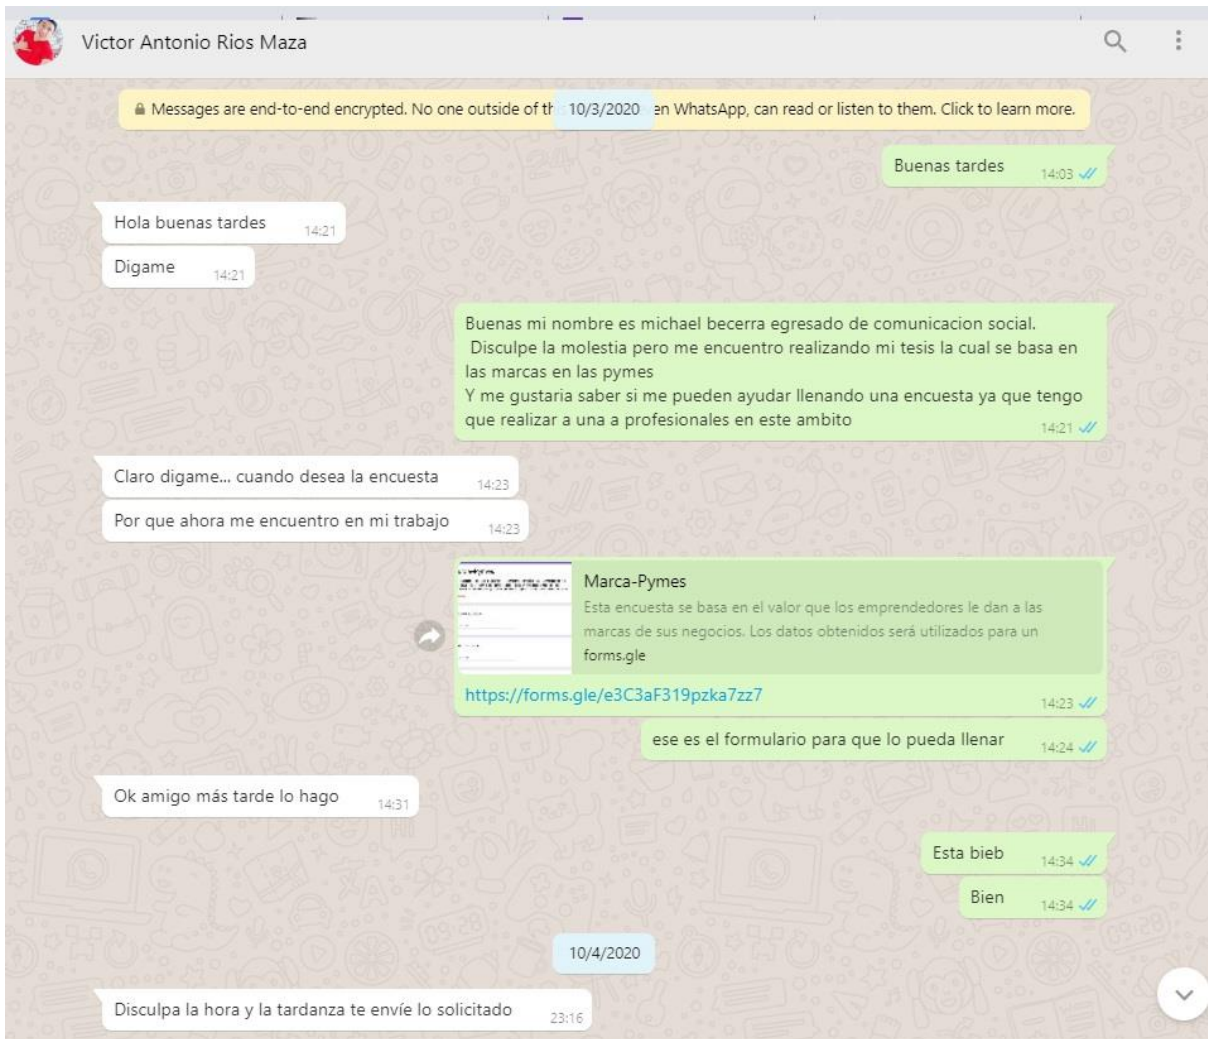 Victor Antonio Rios Maza
Messages are end-to-end encrypted. No one outside of th 10/3/2020 en WhatsApp, can read or listen to them. Click to learn more.
Buenas tardes 14:03
Hola buenas tardes 14:21
Digame 14:21
Buenas mi nombre es michael becerra egresado de comunicacion social.
Disculpe la molestia pero me encuentro realizando mi tesis la cual se basa en
las marcas en las pymes
Y me gustaria saber si me pueden ayudar llenando una encuesta ya que tengo
que realizar a una a profesionales en este ambito 14:21
Claro digame... cuando desea la encuesta 14:23
Por que ahora me encuentro en mi trabajo 14:23
Marca-Pymes
Esta encuesta se basa en el valor que los emprendedores le dan a las
marcas de sus negocios. Los datos obtenidos será utilizados para un
forms.gle
https://forms.gle/e3C3aF319pzka7zz7 14:23
ese es el formulario para que lo pueda llenar 14:24
Ok amigo más tarde lo hago 14:31
Esta bieb 14:34
Bien 14:34
10/4/2020
Disculpa la hora y la tardanza te envíe lo solicitado 23:16